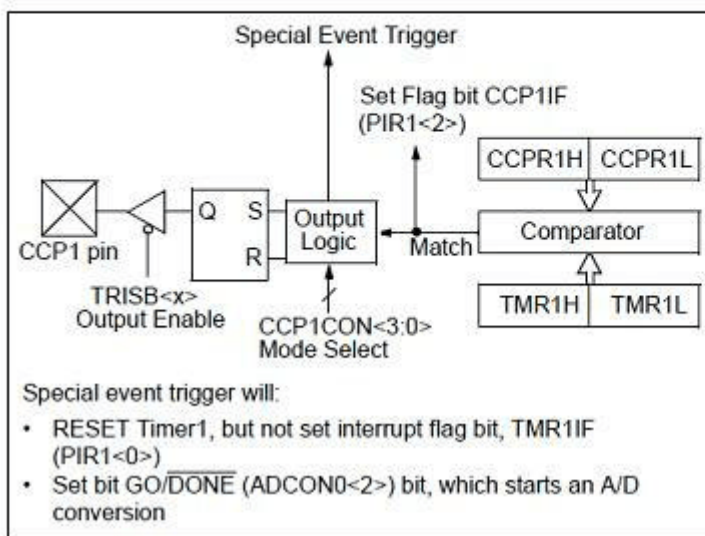 Special Event Trigger
Set Flag bit CCP1IF
(PIR1<2>)
CCPR1H CCPR1L
Q S
R
Output
Logic
Match
Comparator
CCP1 pin
TRISB<x>
Output Enable
TMR1H TMR1L
CCP1CON<3:0>
Mode Select
Special event trigger will:
• RESET Timer1, but not set interrupt flag bit, TMR1IF
(PIR1<0>)
• Set bit GO/DONE (ADCON0<2>) bit, which starts an A/D
conversion